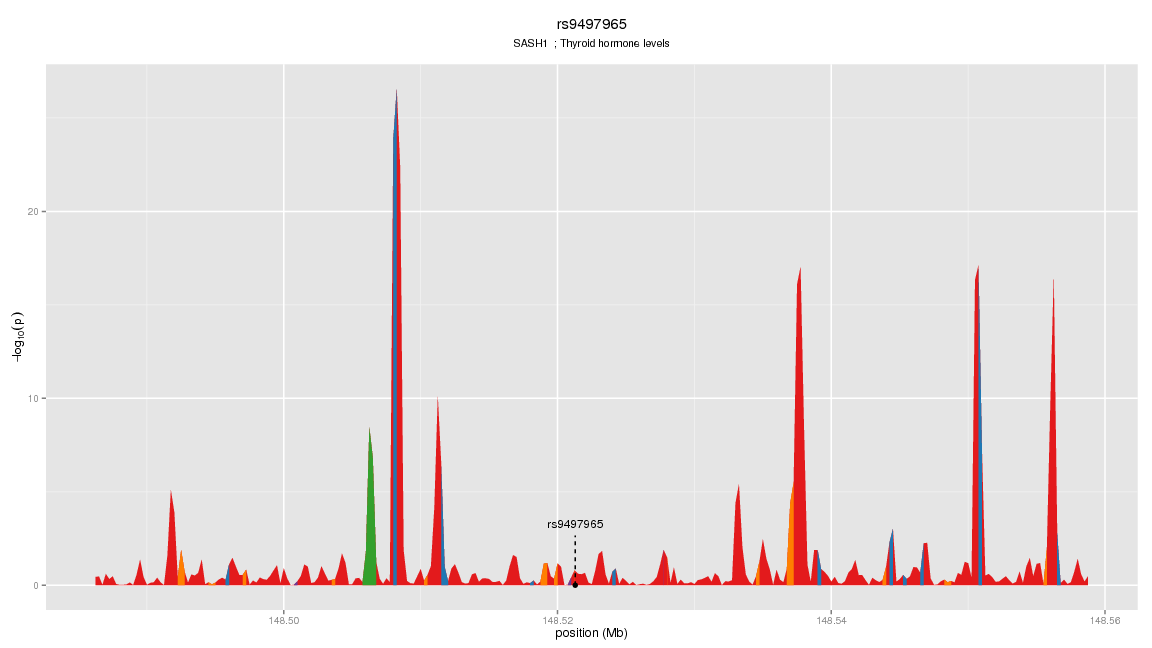 rs9497965
SASH1 ; Thyroid hormone levels
20
10
0
−log10(p)
rs9497965
148.50
148.52
148.54
148.56
position (Mb)